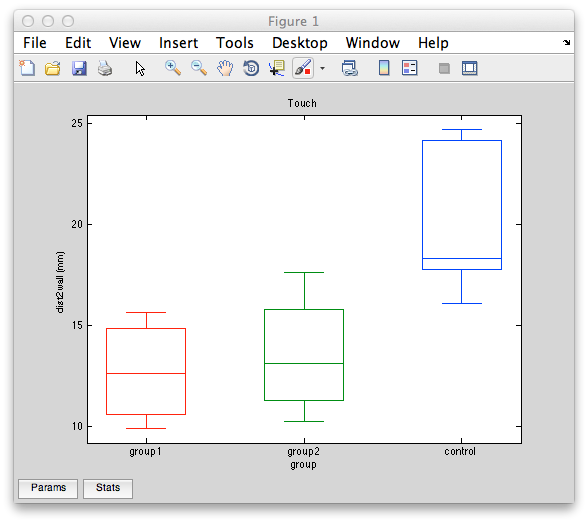 Figure 1
File Edit View Insert Tools Desktop Window Help
Touch
25
20
15
10
dist2wall (mm)
group1 group2 control
group
Params Stats